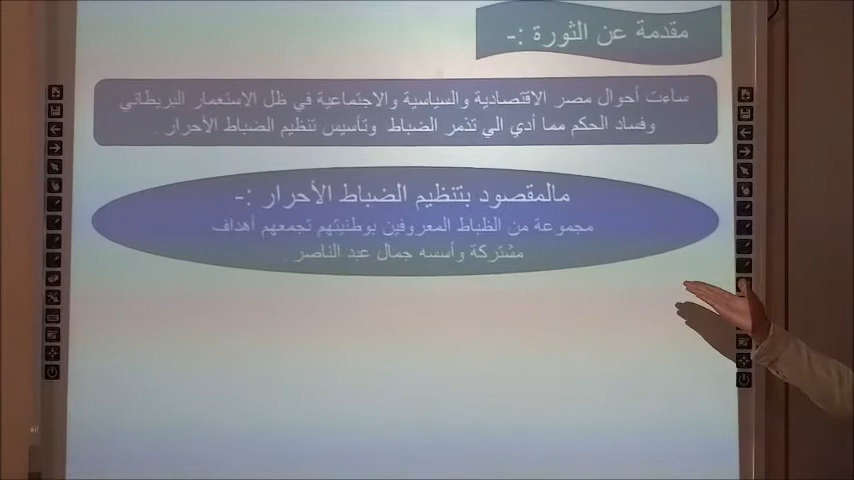 مقدمة عن الثورة :-
ساءت أحوال مصر الاقتصادية والسياسية والاجتماعية في ظل الاستعمار البريطاني
وفساد الحكم مما أدي الي تذمر الضباط وتأسيس تنظيم الضباط الأحرار .
مالمقصود بتنظيم الضباط الأحرار :-
مجموعة من الظباط المعروفين بوطنيتهم تجمعهم أهداف
مشتركة وأسسه جمال عبد الناصر .